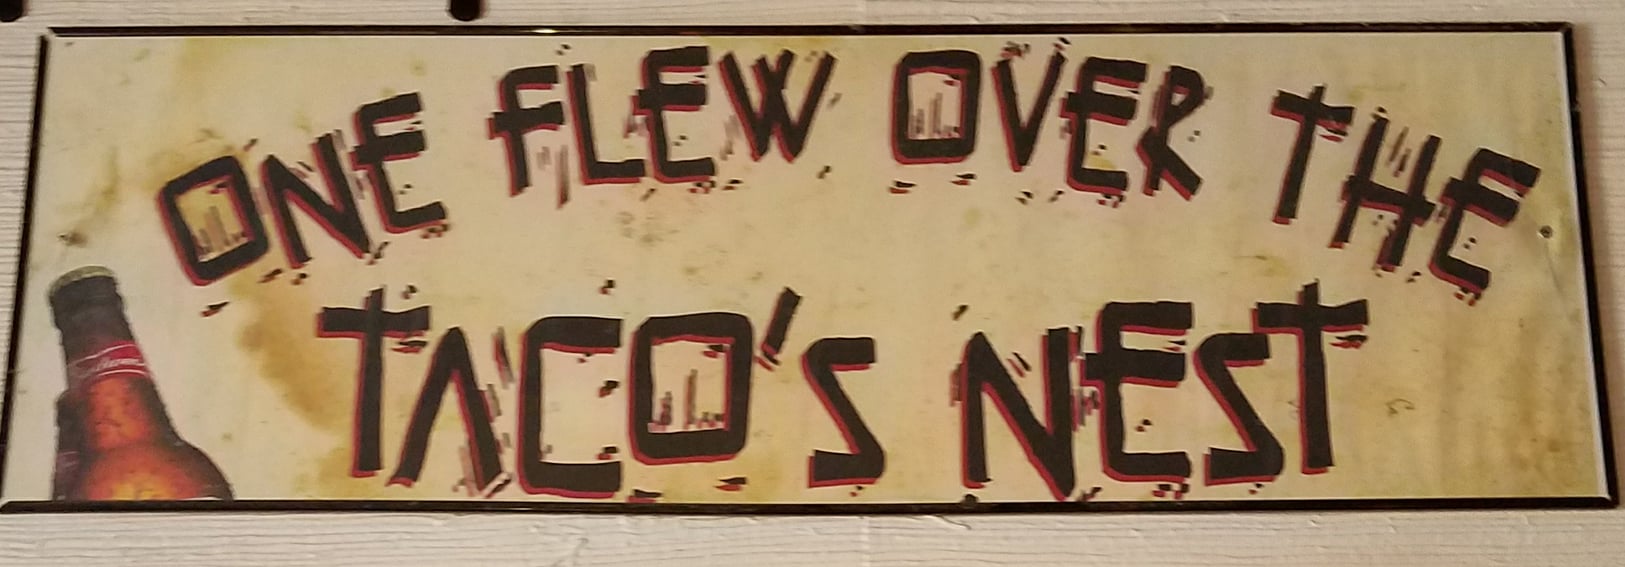 ONE FLEW OVER THE
TACO'S NEST